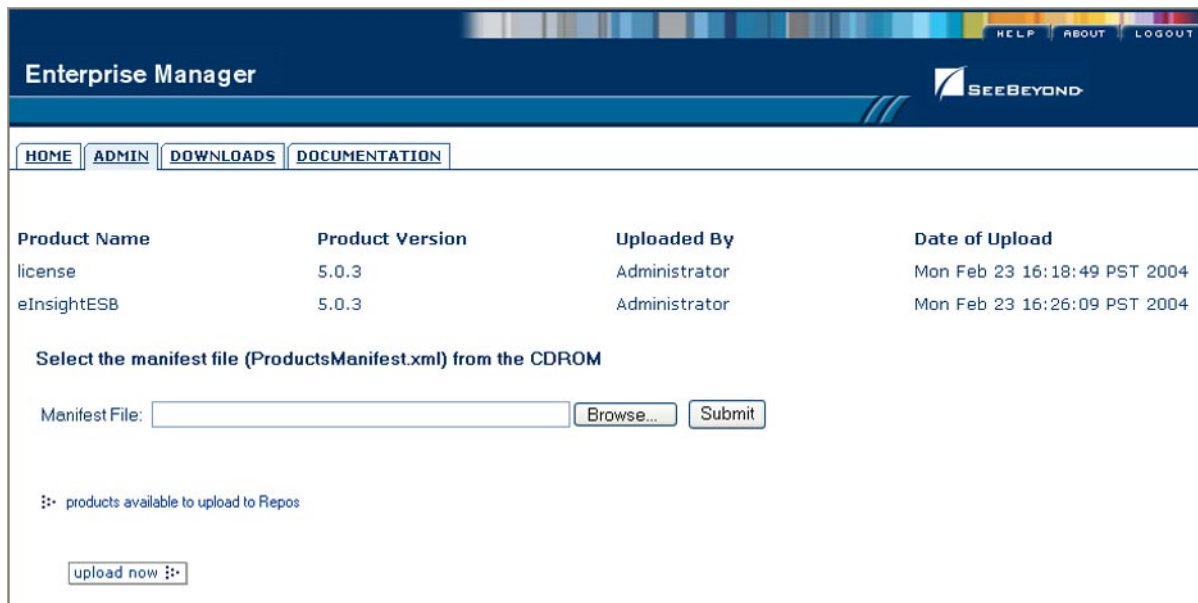 HELP ABOUT LOGOUT
Enterprise Manager
SEEBEYOND
HOME ADMIN DOWNLOADS DOCUMENTATION
Product Name Product Version Uploaded By Date of Upload
license 5.0.3 Administrator Mon Feb 23 16:18:49 PST 2004
eInsightESB 5.0.3 Administrator Mon Feb 23 16:26:09 PST 2004
Select the manifest file (ProductsManifest.xml) from the CDROM
Manifest File: Browse... Submit
products available to upload to Repos
upload now